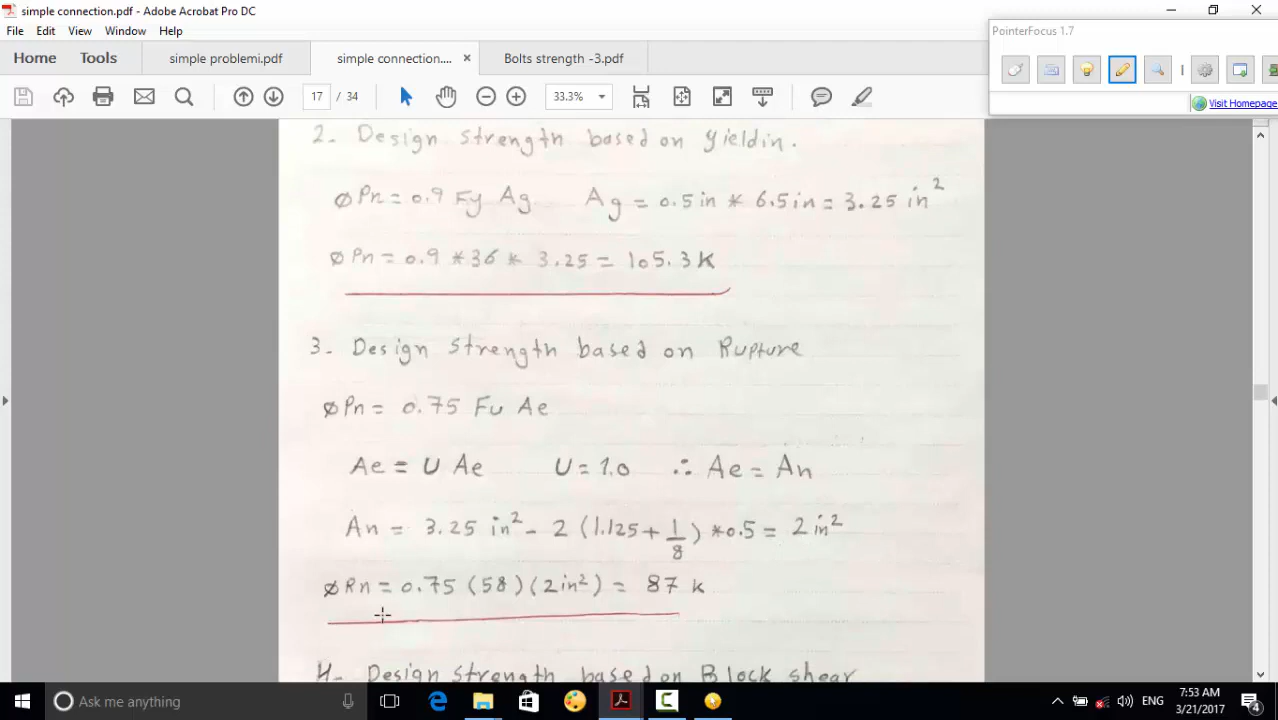 simple connection.pdf - Adobe Acrobat Pro DC
File Edit View Window Help
PointerFocus 1.7
Home Tools simple problemi.pdf simple connection.... × Bolts strength -3.pdf
17 / 34 33.3%
Visit Homepage
2. Design strength based on yieldin.
ØPn = 0.9 Fy Ag Ag = 0.5in * 6.5in = 3.25 in²
ØPn = 0.9 * 36 * 3.25 = 105.3 K
3. Design strength based on Rupture
ØPn = 0.75 Fu Ae
Ae = U Ae U = 1.0 ∴ Ae = An
An = 3.25 in² - 2 (1.125 + 1/8) * 0.5 = 2 in²
ØRn = 0.75 (58) (2 in²) = 87 k
4- Design strength based on Block shear
Ask me anything
ENG
7:53 AM
3/21/2017
4